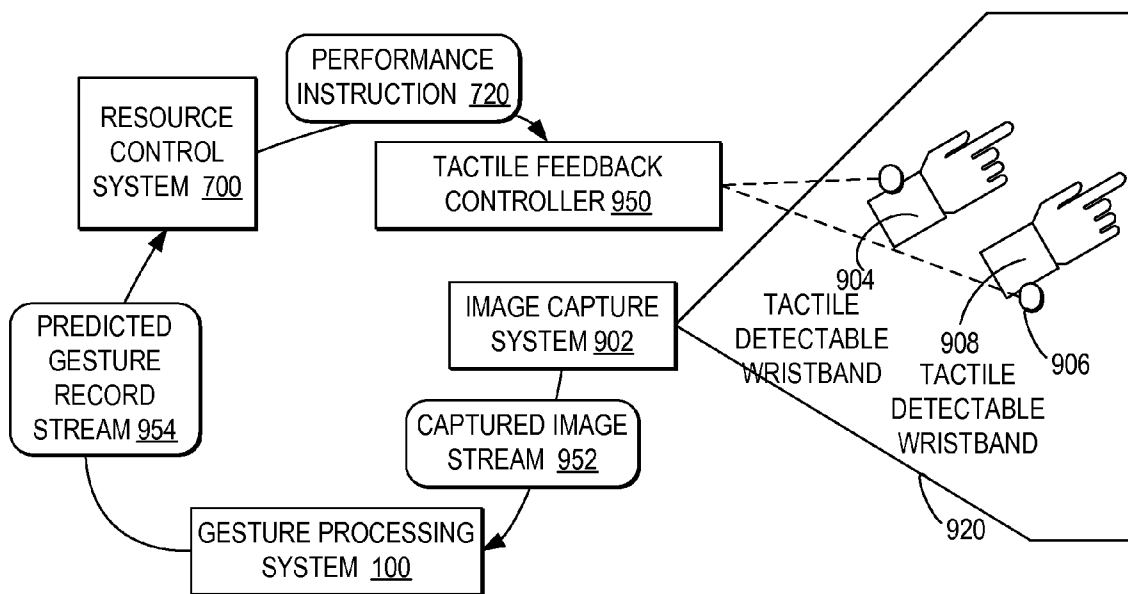 PERFORMANCE
INSTRUCTION 720
RESOURCE
CONTROL
SYSTEM 700
TACTILE FEEDBACK
CONTROLLER 950
904
TACTILE
DETECTABLE
WRISTBAND
908
TACTILE
DETECTABLE
WRISTBAND
906
IMAGE CAPTURE
SYSTEM 902
PREDICTED
GESTURE
RECORD
STREAM 954
CAPTURED IMAGE
STREAM 952
920
GESTURE PROCESSING
SYSTEM 100